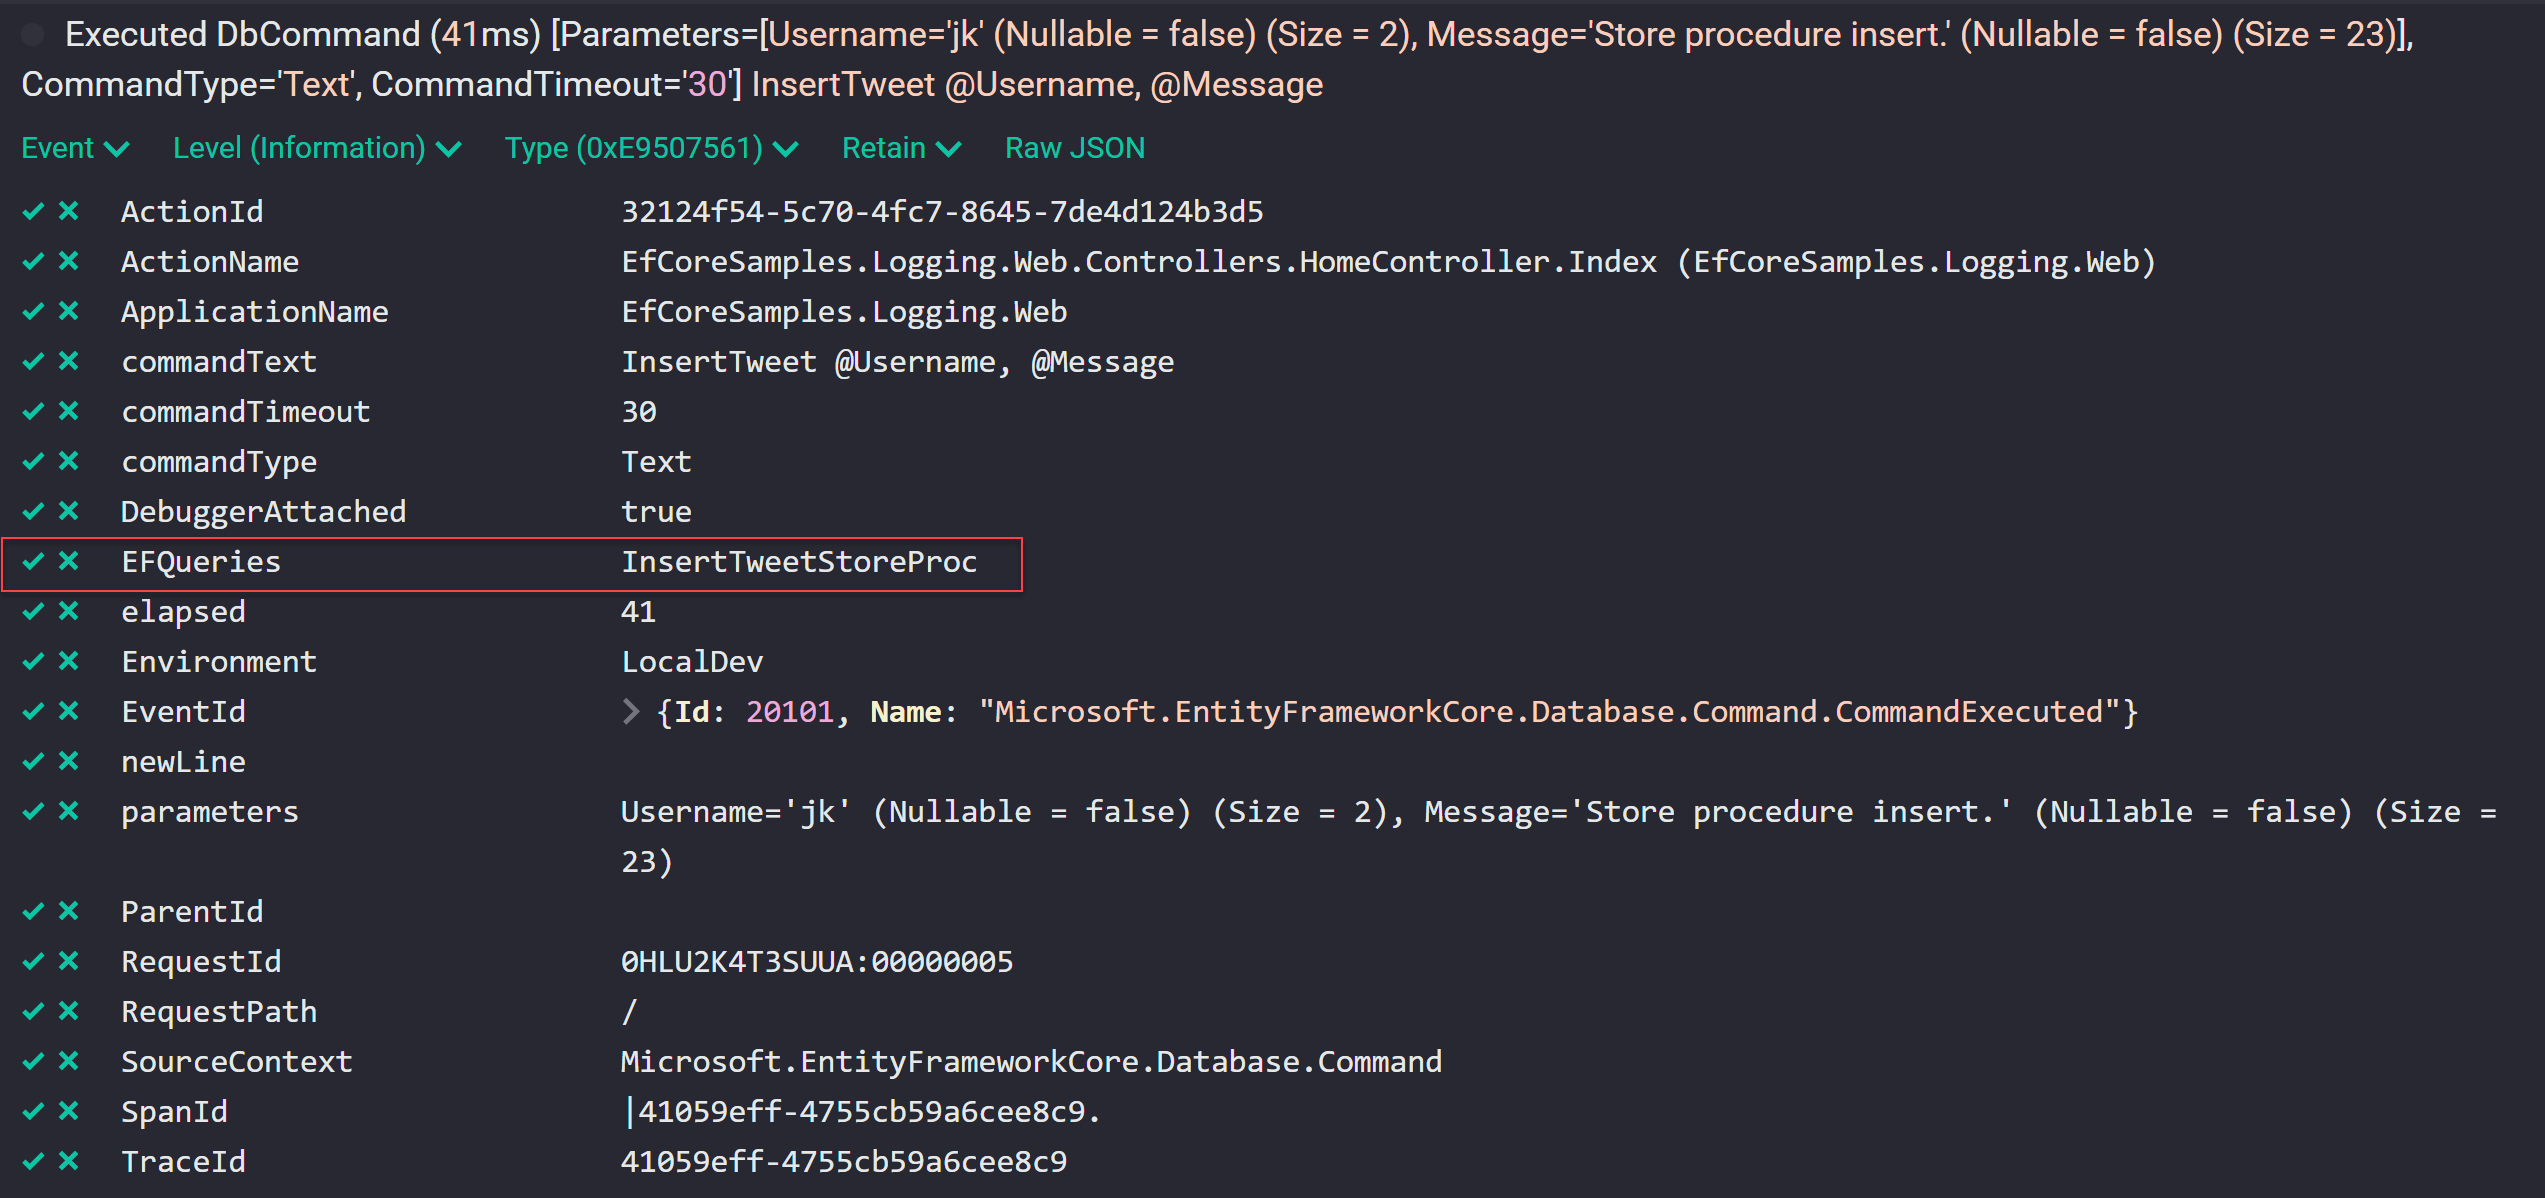 Executed DbCommand (41ms) [Parameters=[Username='jk' (Nullable = false) (Size = 2), Message='Store procedure insert.' (Nullable = false) (Size = 23)],
CommandType='Text', CommandTimeout='30'] InsertTweet @Username, @Message
Event Level (Information) Type (0xE9507561) Retain Raw JSON
ActionId 32124f54-5c70-4fc7-8645-7de4d124b3d5
ActionName EfCoreSamples.Logging.Web.Controllers.HomeController.Index (EfCoreSamples.Logging.Web)
ApplicationName EfCoreSamples.Logging.Web
commandText InsertTweet @Username, @Message
commandTimeout 30
commandType Text
DebuggerAttached true
EFQueries InsertTweetStoreProc
elapsed 41
Environment LocalDev
EventId {Id: 20101, Name: "Microsoft.EntityFrameworkCore.Database.Command.CommandExecuted"}
newLine
parameters Username='jk' (Nullable = false) (Size = 2), Message='Store procedure insert.' (Nullable = false) (Size =
23)
ParentId
RequestId 0HLU2K4T3SUUA:00000005
RequestPath /
SourceContext Microsoft.EntityFrameworkCore.Database.Command
SpanId |41059eff-4755cb59a6cee8c9.
TraceId 41059eff-4755cb59a6cee8c9